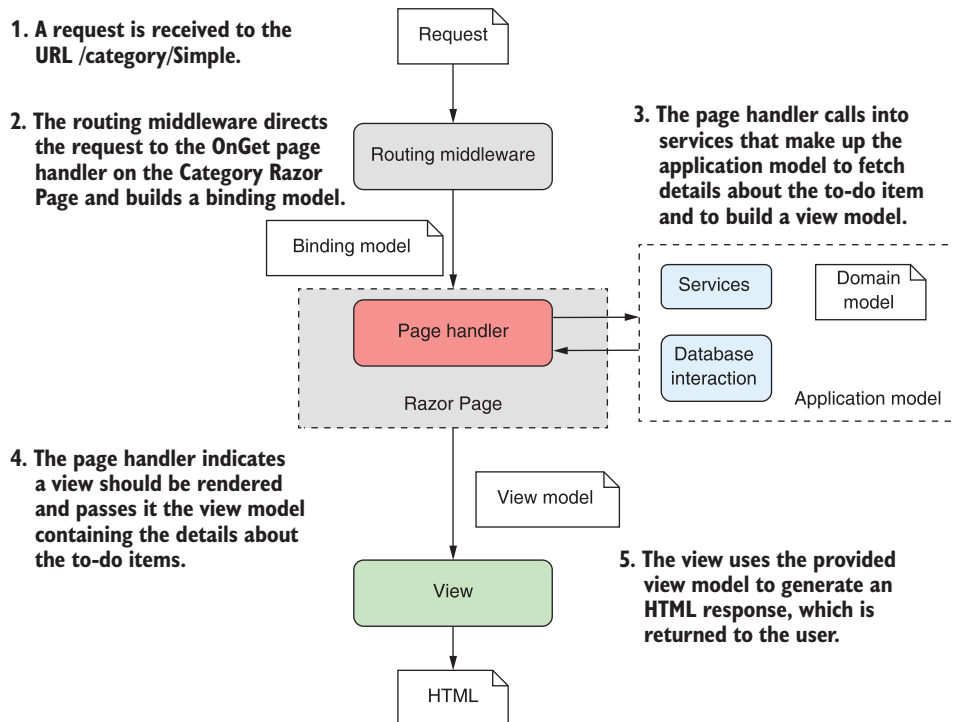 1. A request is received to the
URL /category/Simple.
Request
2. The routing middleware directs
the request to the OnGet page
handler on the Category Razor
Page and builds a binding model.
Routing middleware
3. The page handler calls into
services that make up the
application model to fetch
details about the to-do item
and to build a view model.
Binding model
Services
Domain
model
Page handler
Database
interaction
Razor Page
Application model
4. The page handler indicates
a view should be rendered
and passes it the view model
containing the details about
the to-do items.
View model
View
5. The view uses the provided
view model to generate an
HTML response, which is
returned to the user.
HTML